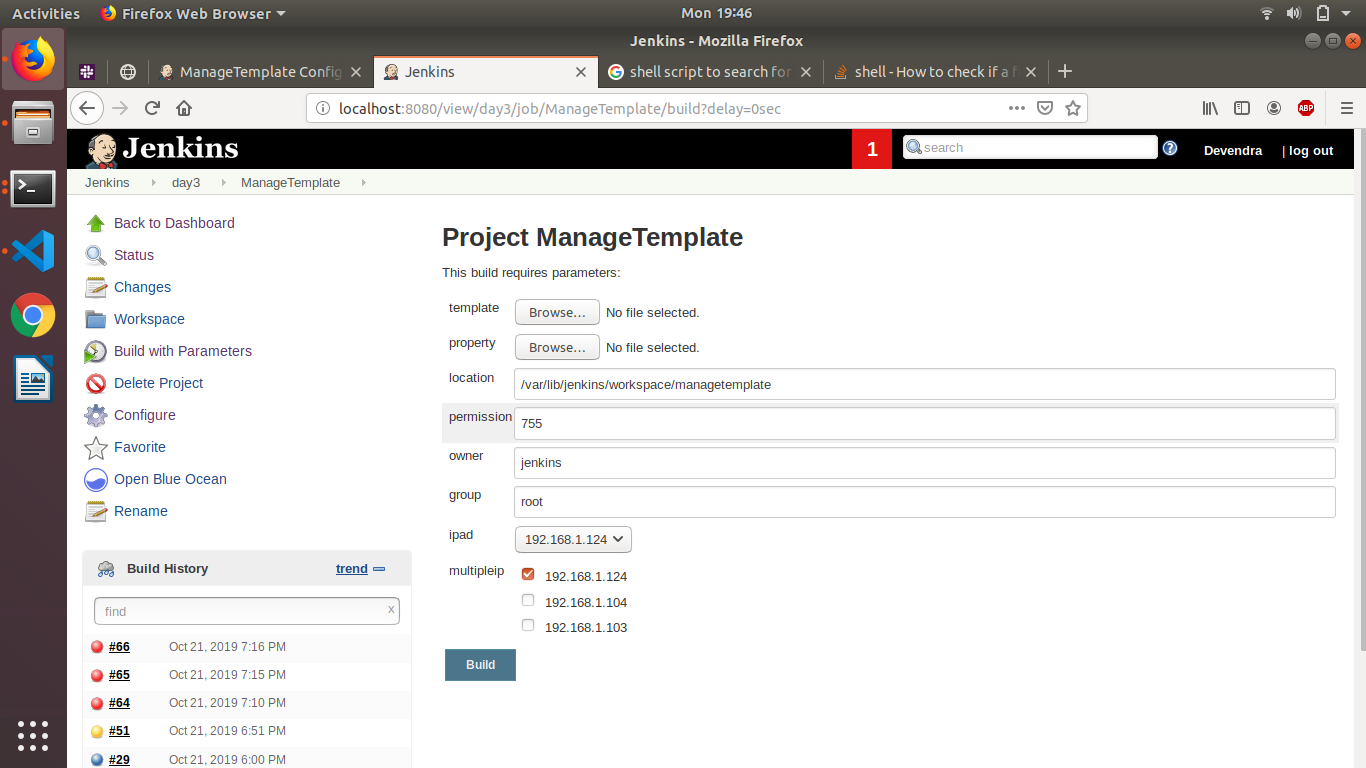 Activities Firefox Web Browser Mon 19:46
Jenkins - Mozilla Firefox
ManageTemplate Config Jenkins shell script to search for shell - How to check if a f
localhost:8080/view/day3/job/ManageTemplate/build?delay=0sec ABP
Jenkins 1 search Devendra | log out
Jenkins day3 ManageTemplate
Back to Dashboard
Status
Changes
Workspace
Build with Parameters
Delete Project
Configure
Favorite
Open Blue Ocean
Rename
Build History trend
find x
#66 Oct 21, 2019 7:16 PM
#65 Oct 21, 2019 7:15 PM
#64 Oct 21, 2019 7:10 PM
#51 Oct 21, 2019 6:51 PM
#29 Oct 21, 2019 6:00 PM
Project ManageTemplate
This build requires parameters:
template Browse... No file selected.
property Browse... No file selected.
location /var/lib/jenkins/workspace/managetemplate
permission 755
owner jenkins
group root
ipad 192.168.1.124
multipleip 192.168.1.124
192.168.1.104
192.168.1.103
Build